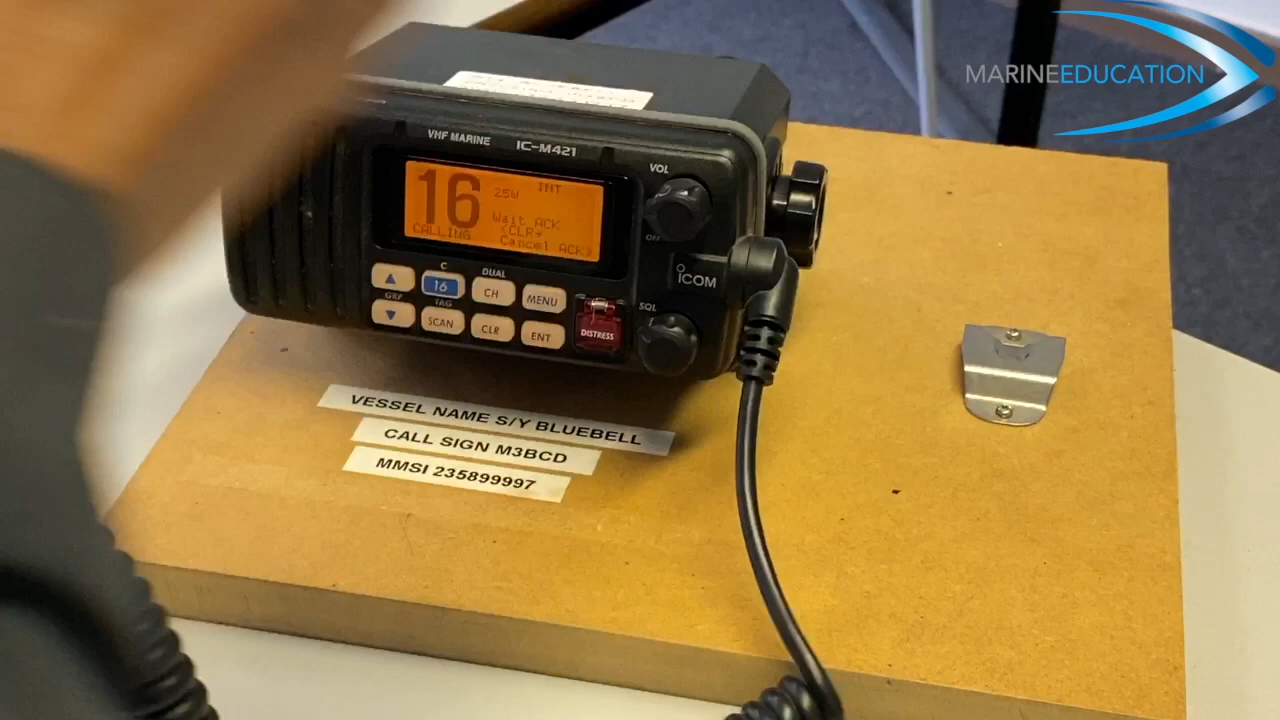 MARINEEDUCATION
VHF MARINE IC-M421
VOL
16 25W INT
Wait ACK
CALLING <CLR→
Cancel ACK>
OFF
ICOM
C DUAL
▲ 16 CH MENU
GRP TAG
▼ SCAN CLR ENT
DISTRESS
SQL
VESSEL NAME S/Y BLUEBELL
CALL SIGN M3BCD
MMSI 235899997